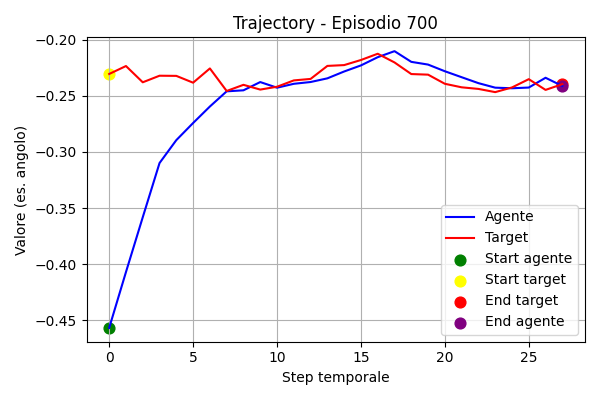 Trajectory - Episodio 700
Valore (es. angolo)
−0.20
−0.25
−0.30
−0.35
−0.40
−0.45
0
5
10
15
20
25
Step temporale
Agente
Target
Start agente
Start target
End target
End agente